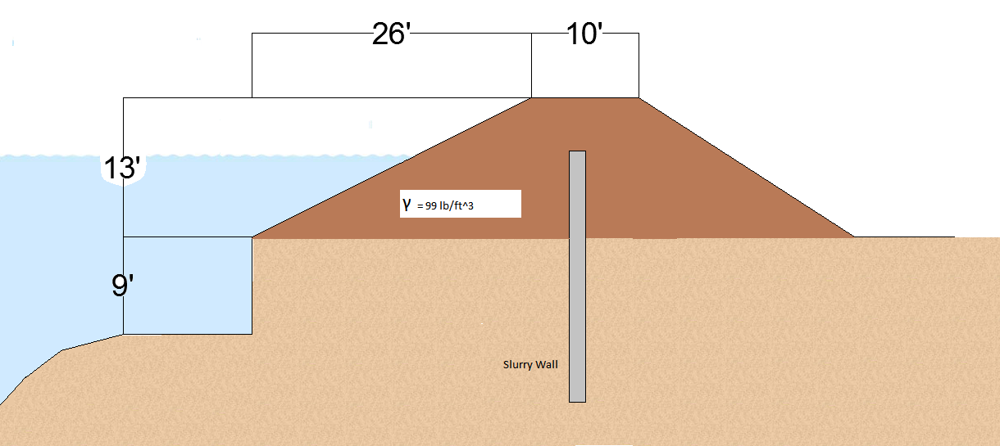 26' 10'
13'
γ = 99 lb/ft^3
9'
Slurry Wall